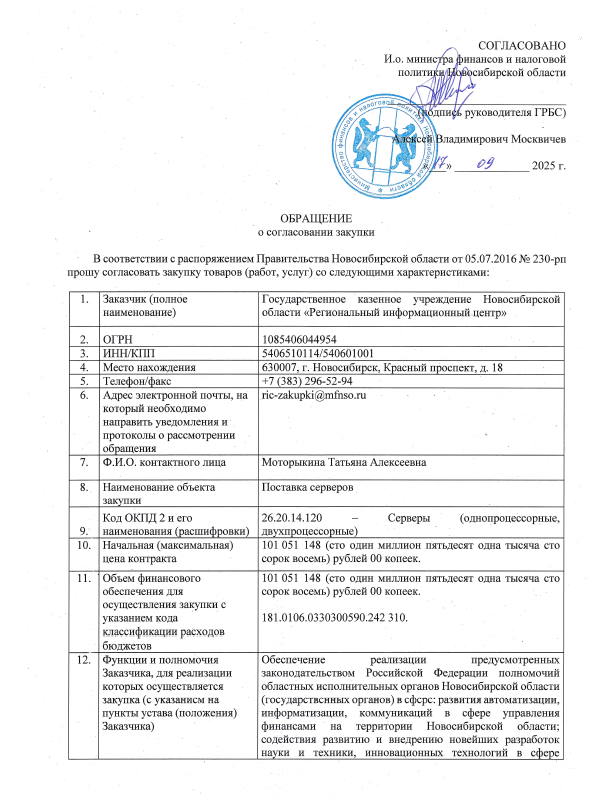 СОГЛАСОВАНО
И.о. министра финансов и налоговой
политики Новосибирской области
(подпись руководителя ГРБС)
Алексей Владимирович Москвичев
«17» 09 2025 г.
Министерство финансов и налоговой политики Новосибирской области
ОБРАЩЕНИЕ
о согласовании закупки
В соответствии с распоряжением Правительства Новосибирской области от 05.07.2016 № 230-рп
прошу согласовать закупку товаров (работ, услуг) со следующими характеристиками:
1. Заказчик (полное
наименование)
Государственное казенное учреждение Новосибирской
области «Региональный информационный центр»
2. ОГРН
1085406044954
3. ИНН/КПП
5406510114/540601001
4. Место нахождения
630007, г. Новосибирск, Красный проспект, д. 18
5. Телефон/факс
+7 (383) 296-52-94
6. Адрес электронной почты, на
который необходимо
направить уведомления и
протоколы о рассмотрении
обращения
ric-zakupki@mfnso.ru
7. Ф.И.О. контактного лица
Моторыкина Татьяна Алексеевна
8. Наименование объекта
закупки
Поставка серверов
9. Код ОКПД 2 и его
наименования (расшифровки)
26.20.14.120 – Серверы (однопроцессорные,
двухпроцессорные)
10. Начальная (максимальная)
цена контракта
101 051 148 (сто один миллион пятьдесят одна тысяча сто
сорок восемь) рублей 00 копеек.
11. Объем финансового
обеспечения для
осуществления закупки с
указанием кода
классификации расходов
бюджетов
101 051 148 (сто один миллион пятьдесят одна тысяча сто
сорок восемь) рублей 00 копеек.
181.0106.0330300590.242 310.
12. Функции и полномочия
Заказчика, для реализации
которых осуществляется
закупка (с указанием на
пункты устава (положения)
Заказчика)
Обеспечение реализации предусмотренных
законодательством Российской Федерации полномочий
областных исполнительных органов Новосибирской области
(государственных органов) в сфере: развития автоматизации,
информатизации, коммуникаций в сфере управления
финансами на территории Новосибирской области;
содействия развитию и внедрению новейших разработок
науки и техники, инновационных технологий в сфере